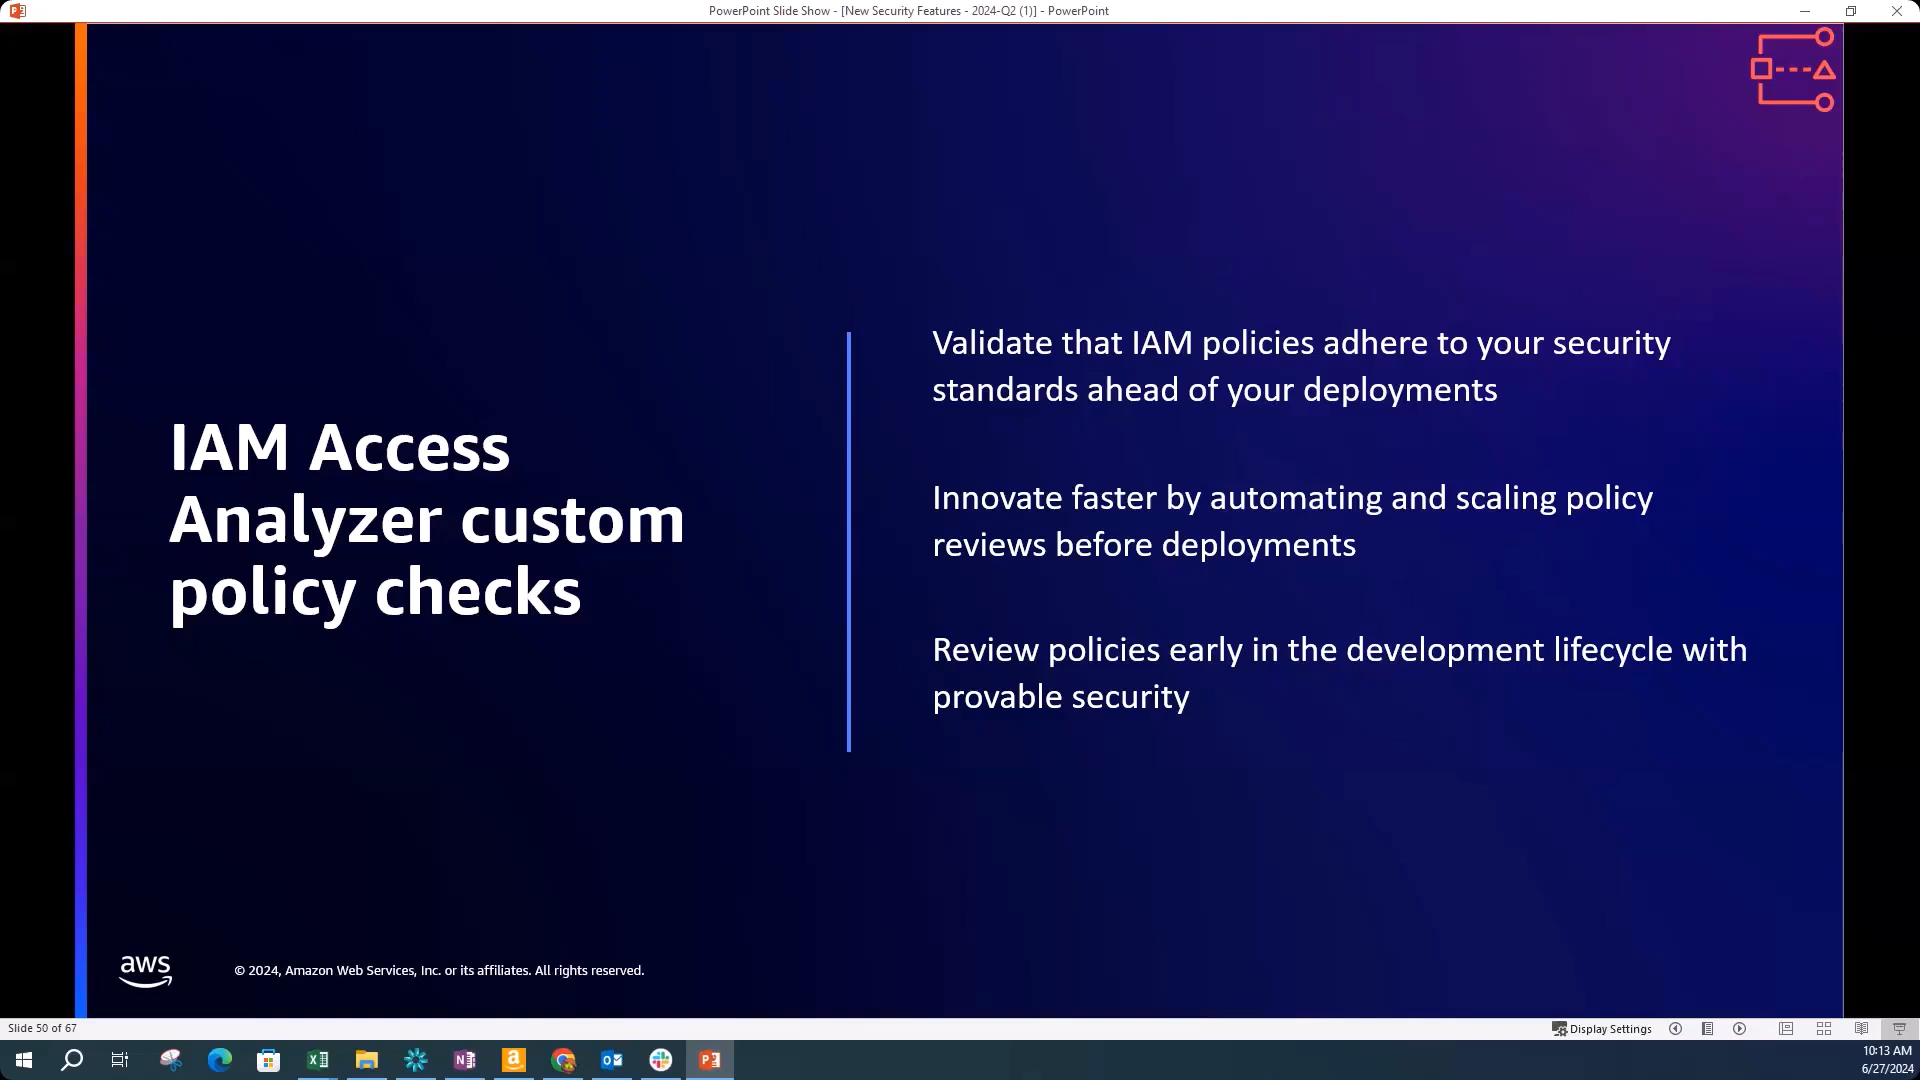 PowerPoint Slide Show - [New Security Features - 2024-Q2 (1)] - PowerPoint
IAM Access
Analyzer custom
policy checks
Validate that IAM policies adhere to your security
standards ahead of your deployments
Innovate faster by automating and scaling policy
reviews before deployments
Review policies early in the development lifecycle with
provable security
aws
© 2024, Amazon Web Services, Inc. or its affiliates. All rights reserved.
Slide 50 of 67
Display Settings
10:13 AM
6/27/2024